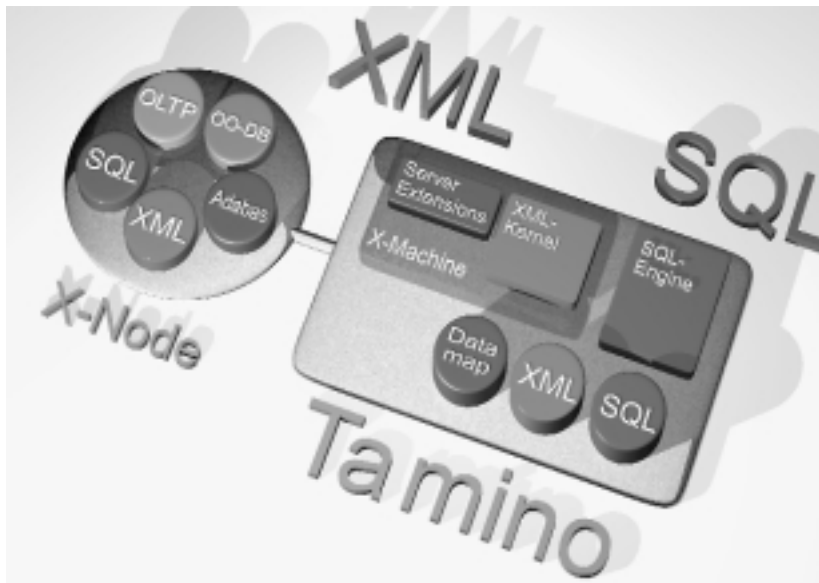 XML
SQL
OLTP
OO-DB
SQL
Adabas
XML
X-Node
Server
Extensions
XML-
Kernal
X-Machine
SQL-
Engine
Data
map
XML
SQL
Tamino